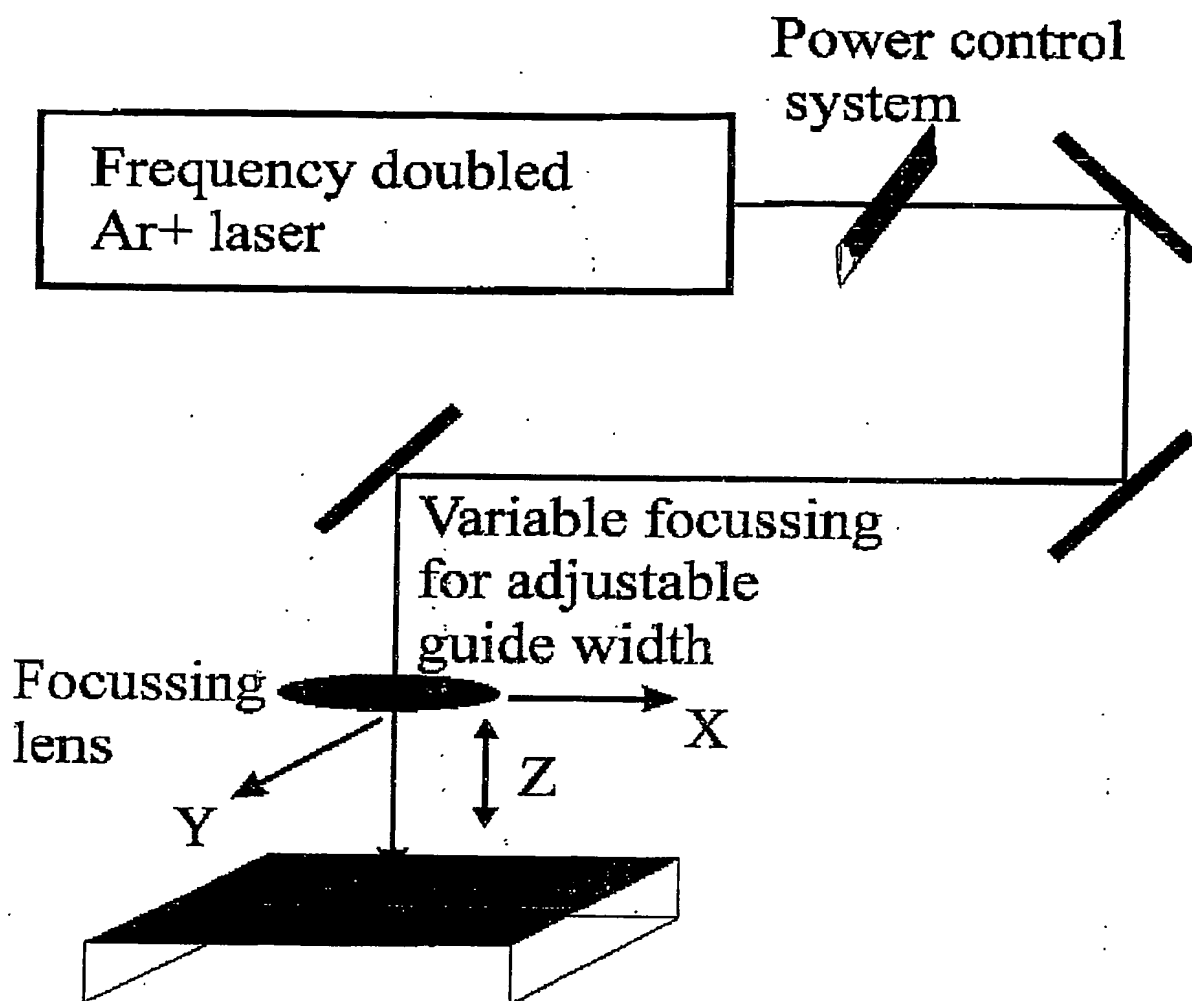 Power control
system
Frequency doubled
Ar+ laser
Variable focussing
for adjustable
guide width
Focussing
lens
X
Z
Y